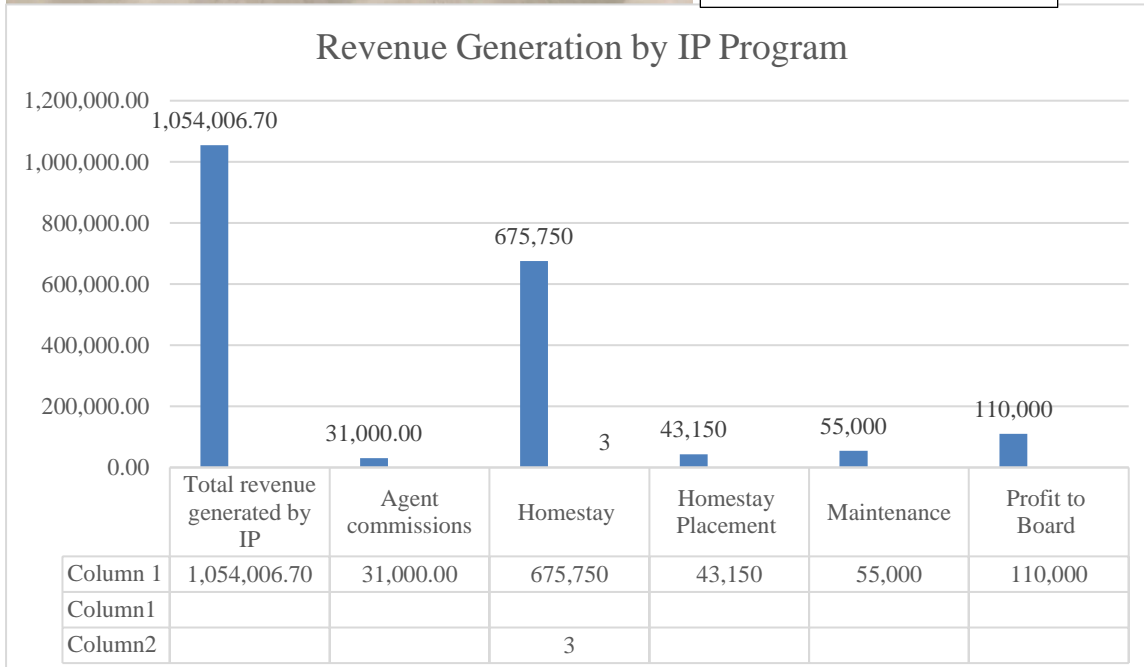 Revenue Generation by IP Program
1,200,000.00
1,000,000.00
800,000.00
600,000.00
400,000.00
200,000.00
0.00
1,054,006.70
31,000.00
675,750
3
43,150
55,000
110,000
Total revenue
generated by
IP
Agent
commissions
Homestay
Homestay
Placement
Maintenance
Profit to
Board
Column 1 1,054,006.70 31,000.00 675,750 43,150 55,000 110,000
Column1
Column2 3